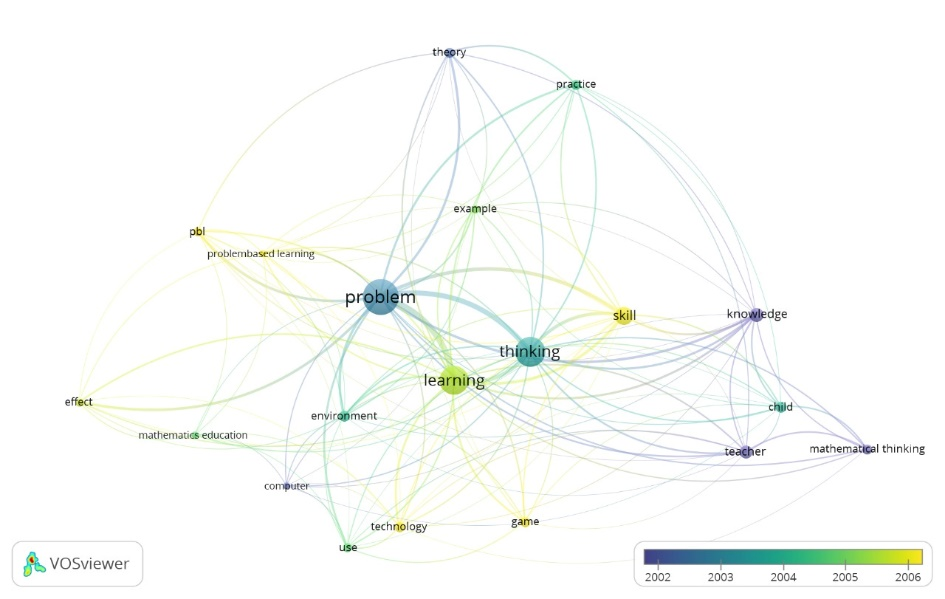 theory
practice
example
pbl
problembased learning
problem
skill
knowledge
thinking
learning
effect
environment
child
mathematics education
teacher
mathematical thinking
computer
technology
game
use
VOSviewer
2002 2003 2004 2005 2006